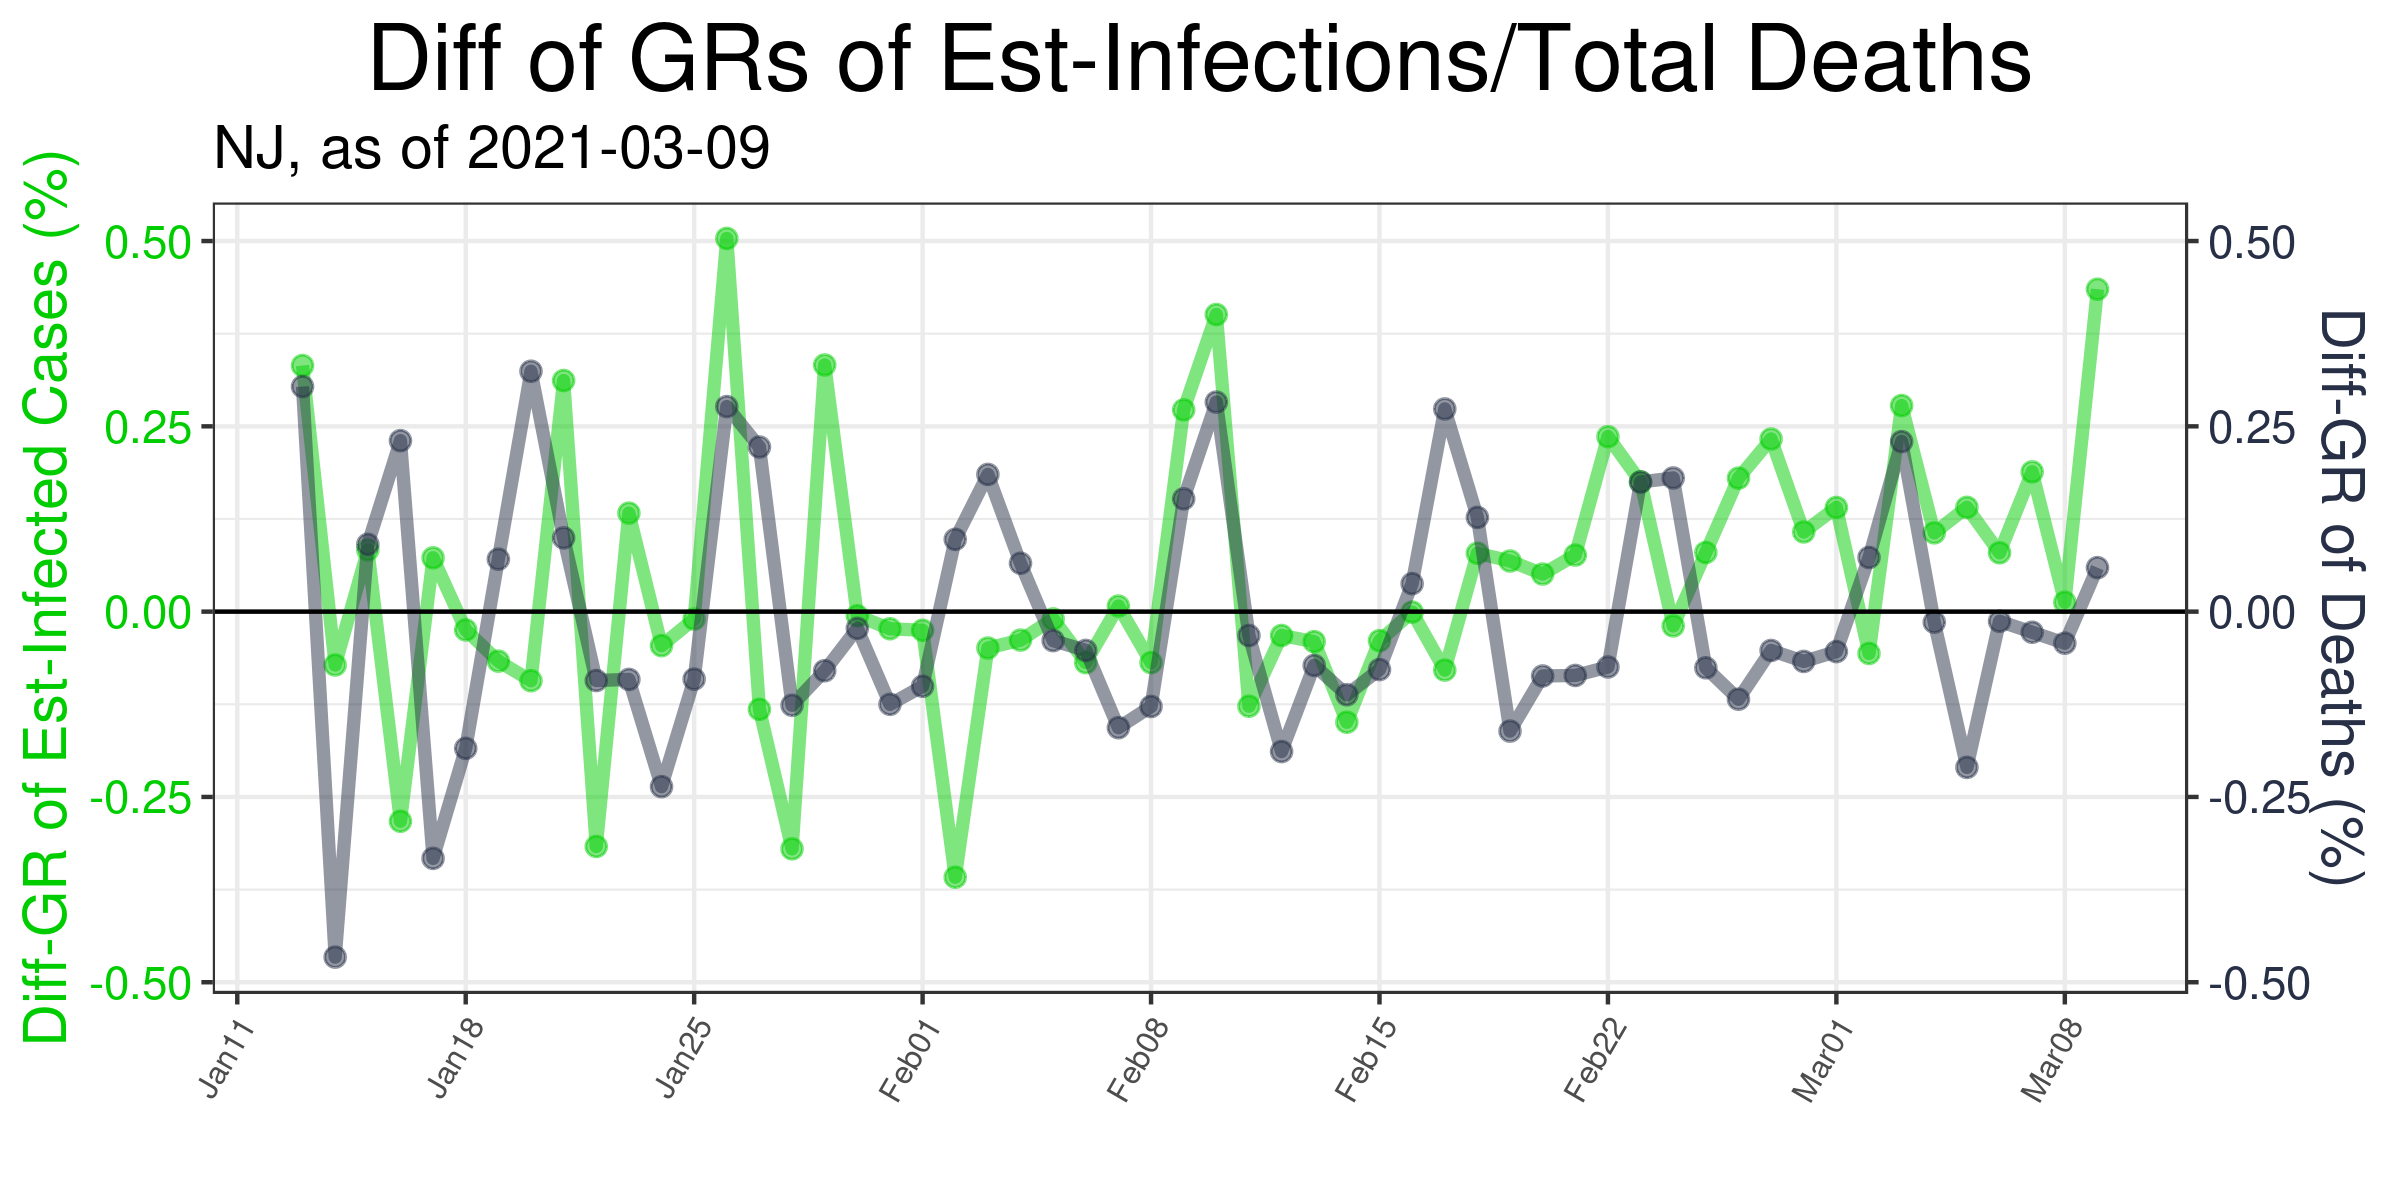 Diff of GRs of Est-Infections/Total Deaths
NJ, as of 2021-03-09
Diff-GR of Est-Infected Cases (%)
0.50
0.25
0.00
-0.25
-0.50
0.50
0.25
0.00
-0.25
-0.50
Diff-GR of Deaths (%)
Jan11
Jan18
Jan25
Feb01
Feb08
Feb15
Feb22
Mar01
Mar08